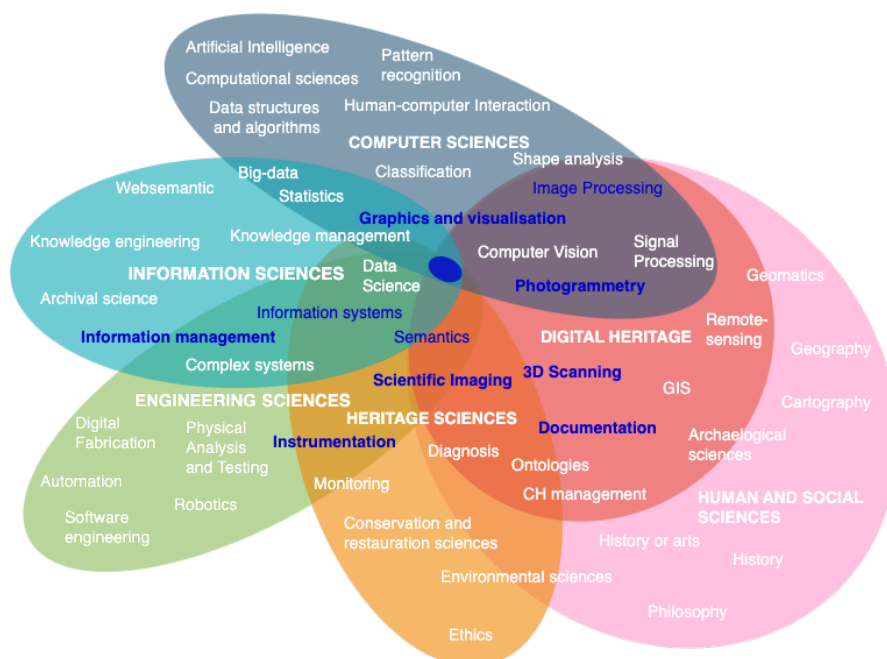 Artificial Intelligence
Pattern
recognition
Computational sciences
Data structures
and algorithms
Human-computer Interaction
COMPUTER SCIENCES
Shape analysis
Classification
Big-data
Websemantic
Statistics
Image Processing
Graphics and visualisation
Knowledge engineering
Knowledge management
Computer Vision
Signal
Processing
INFORMATION SCIENCES
Data
Science
Geomatics
Photogrammetry
Archival science
Information systems
Information management
Semantics
DIGITAL HERITAGE
Remote-
sensing
Geography
Complex systems
Scientific Imaging
3D Scanning
GIS
Cartography
ENGINEERING SCIENCES
HERITAGE SCIENCES
Digital
Fabrication
Physical
Analysis
and Testing
Instrumentation
Documentation
Archaelogical
sciences
Diagnosis
Ontologies
Automation
Monitoring
CH management
HUMAN AND SOCIAL
SCIENCES
Robotics
Software
engineering
Conservation and
restauration sciences
History or arts
History
Environmental sciences
Philosophy
Ethics